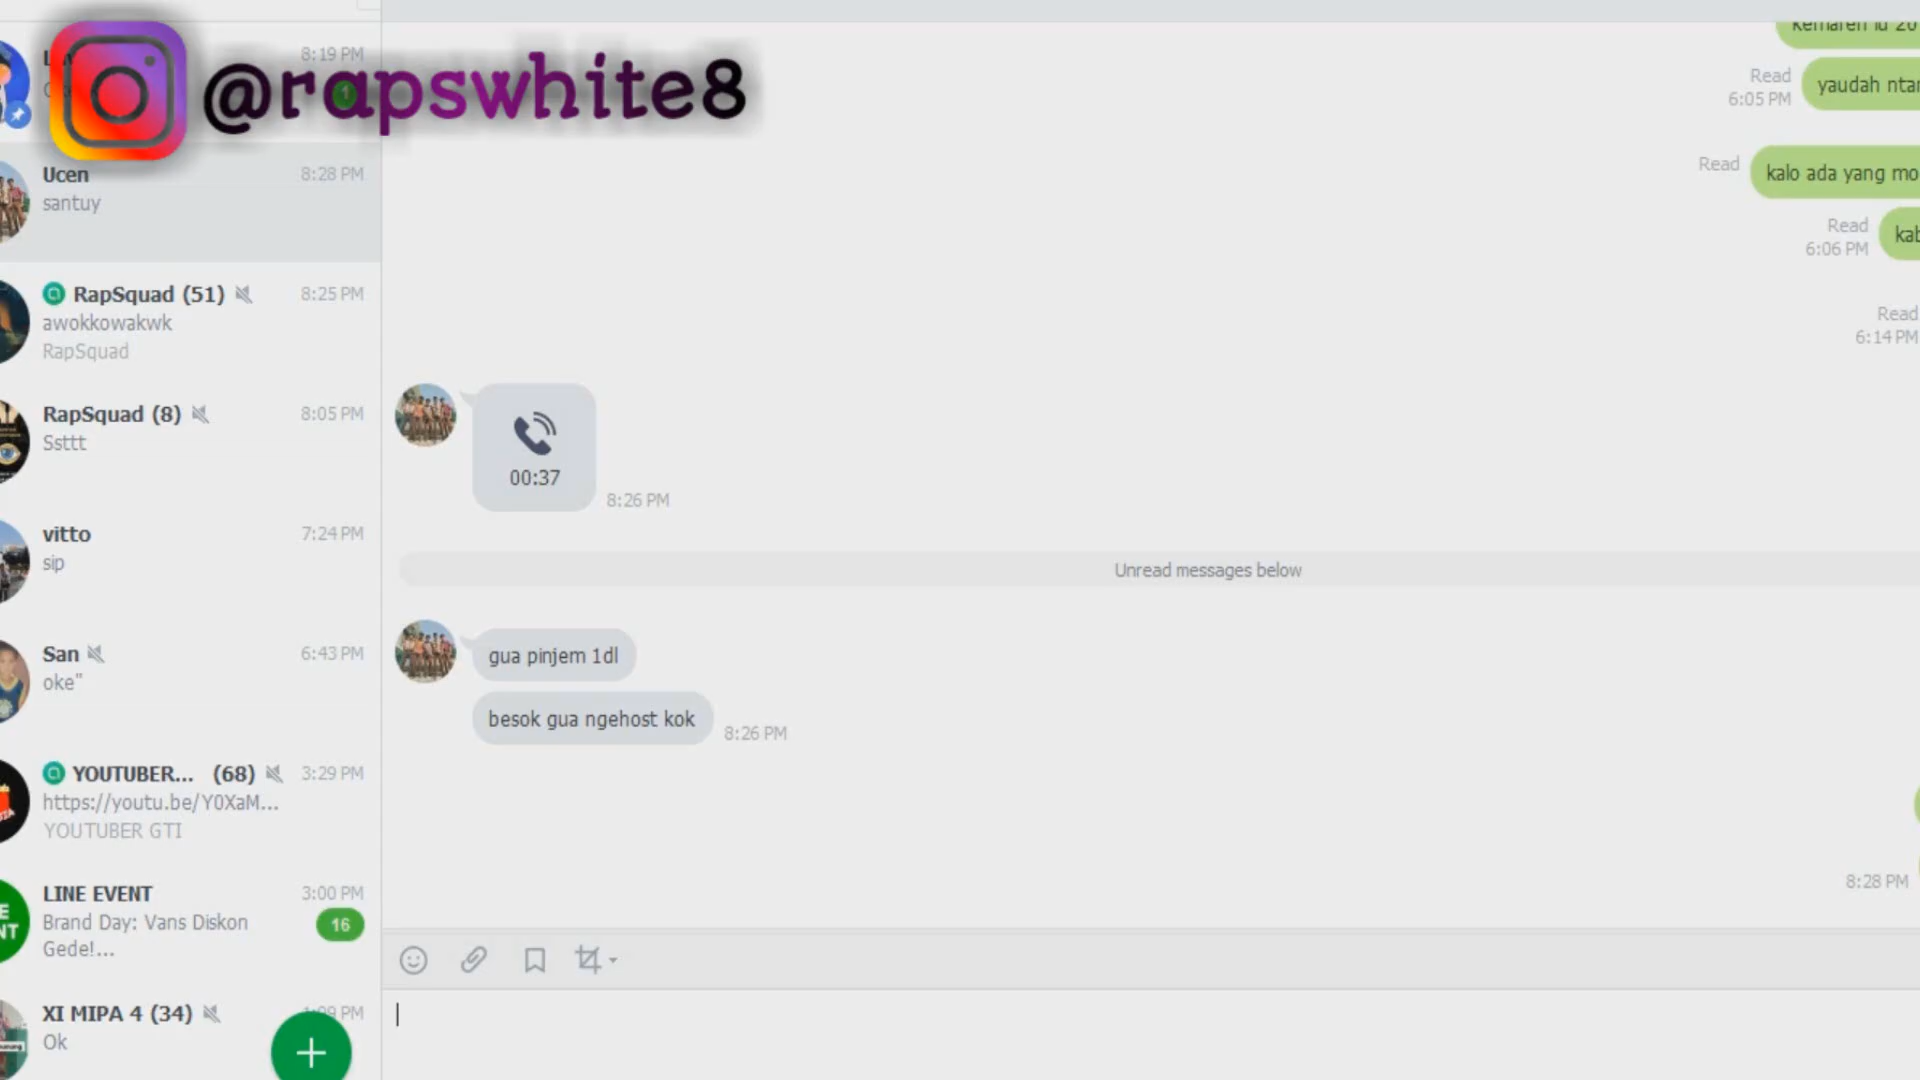 @rapswhite8
8:19 PM
1
Ucen
8:28 PM
santuy
RapSquad (51)
8:25 PM
awokkowakwk
RapSquad
RapSquad (8)
8:05 PM
Ssttt
vitto
7:24 PM
sip
San
6:43 PM
oke"
YOUTUBER... (68)
3:29 PM
https://youtu.be/Y0XaM...
YOUTUBER GTI
LINE EVENT
3:00 PM
Brand Day: Vans Diskon
16
Gede!...
XI MIPA 4 (34)
Ok
kemaren lu 20
Read
6:05 PM
yaudah
Read
kalo ada yang
Read
6:06 PM
Read
6:14 PM
00:37
8:26 PM
Unread messages below
gua pinjem 1dl
besok gua ngehost kok
8:26 PM
8:28 PM